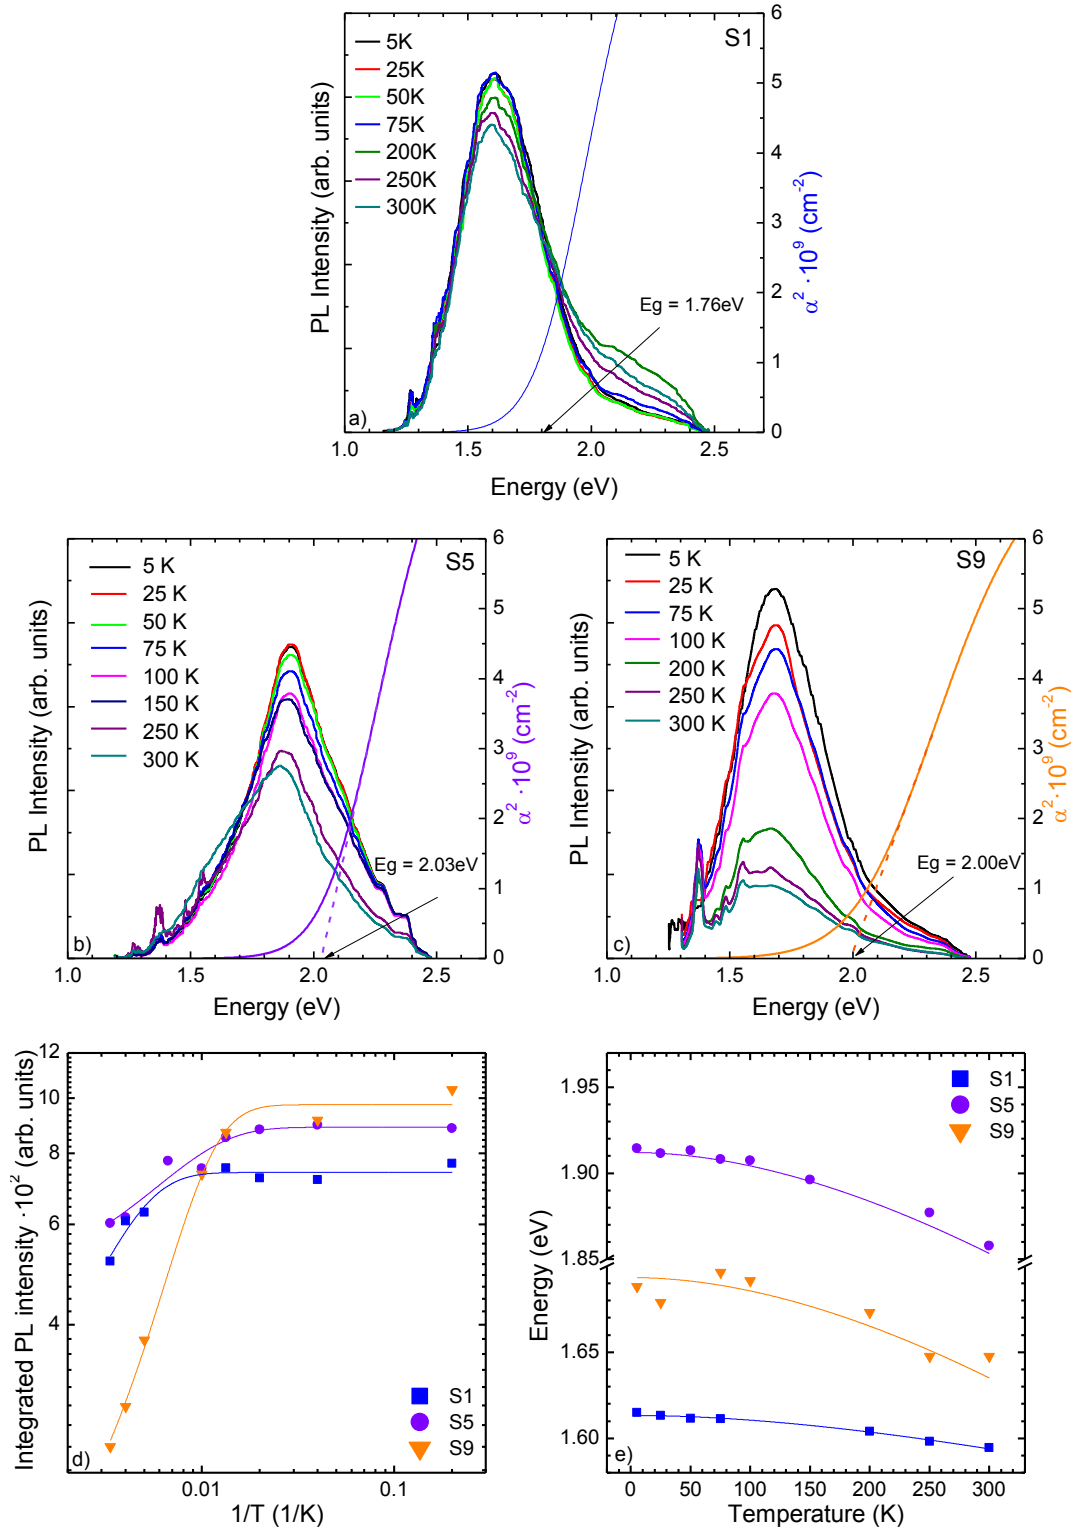 S1
5K
25K
50K
75K
200K
250K
300K
PL Intensity (arb. units)
α² · 10⁹ (cm⁻²)
6
5
4
3
2
1
0
Eg = 1.76eV
a)
1.0 1.5 2.0 2.5
Energy (eV)
S5
5 K
25 K
50 K
75 K
100 K
150 K
250 K
300 K
PL Intensity (arb. units)
α² ·10⁹ (cm⁻²)
6
5
4
3
2
1
0
Eg = 2.03eV
b)
1.0 1.5 2.0 2.5
Energy (eV)
S9
5 K
25 K
75 K
100 K
200 K
250 K
300 K
PL Intensity (arb. units)
α² ·10⁹ (cm⁻²)
6
5
4
3
2
1
0
Eg = 2.00eV
c)
1.0 1.5 2.0 2.5
Energy (eV)
Integrated PL intensity ·10² (arb. units)
12
10
8
6
4
S1
S5
S9
d)
0.01 0.1
1/T (1/K)
Energy (eV)
1.95
1.90
1.85
1.65
1.60
S1
S5
S9
e)
0 50 100 150 200 250 300
Temperature (K)